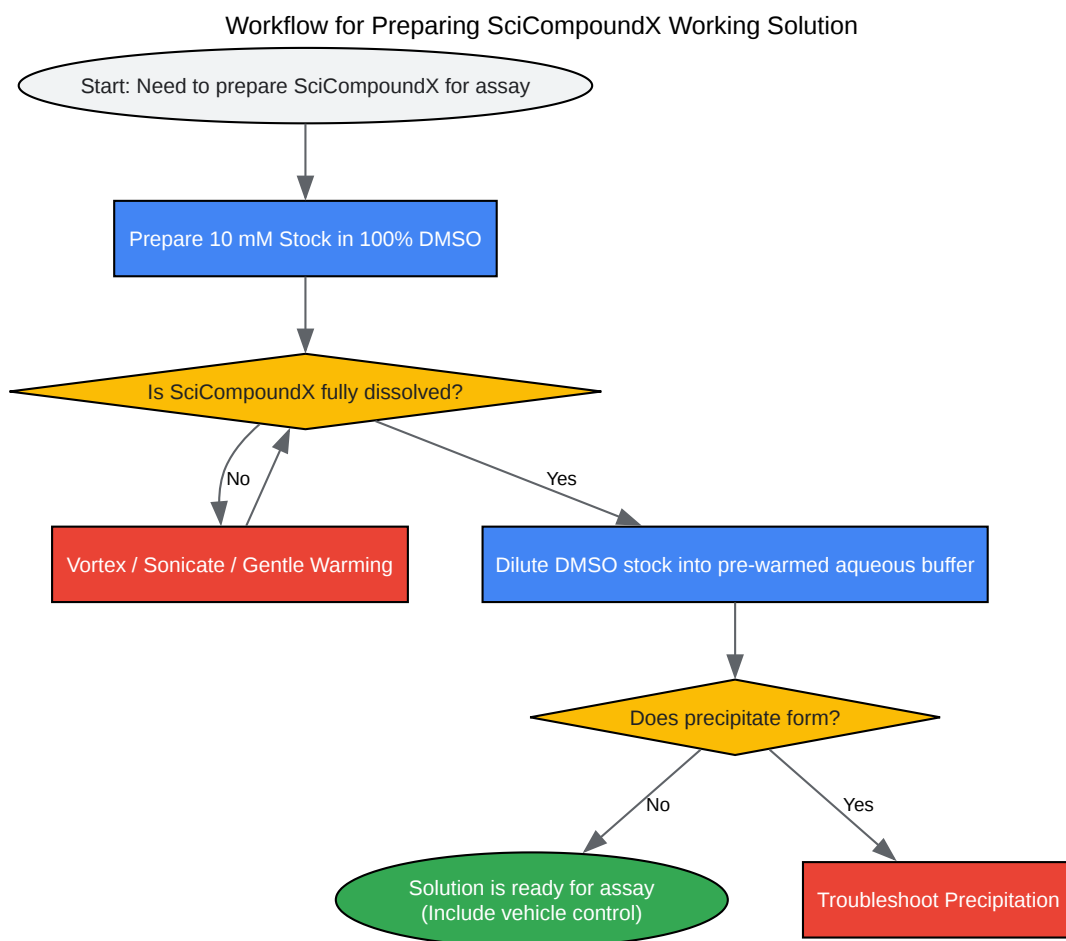 Workflow for Preparing SciCompoundX Working Solution
Start: Need to prepare SciCompoundX for assay
Prepare 10 mM Stock in 100% DMSO
Is SciCompoundX fully dissolved?
No
Yes
Vortex / Sonicate / Gentle Warming
Dilute DMSO stock into pre-warmed aqueous buffer
Does precipitate form?
No
Yes
Solution is ready for assay
(Include vehicle control)
Troubleshoot Precipitation